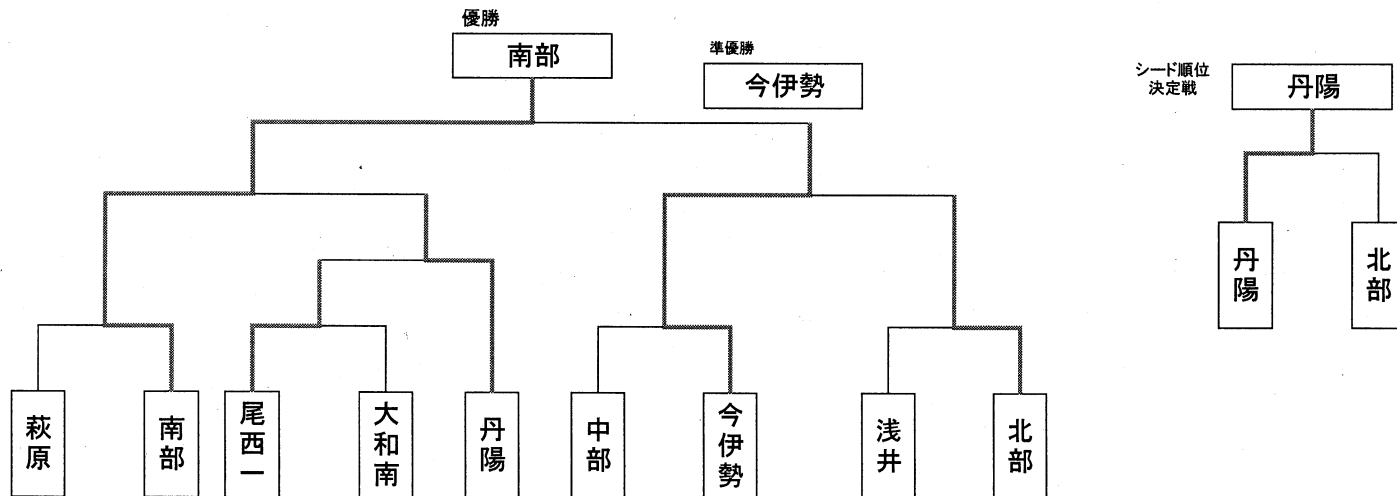 優勝
南部
準優勝
今伊勢
シード順位
決定戦
丹陽
丹陽
北部
萩原
南部
尾西一
大和南
丹陽
中部
今伊勢
浅井
北部